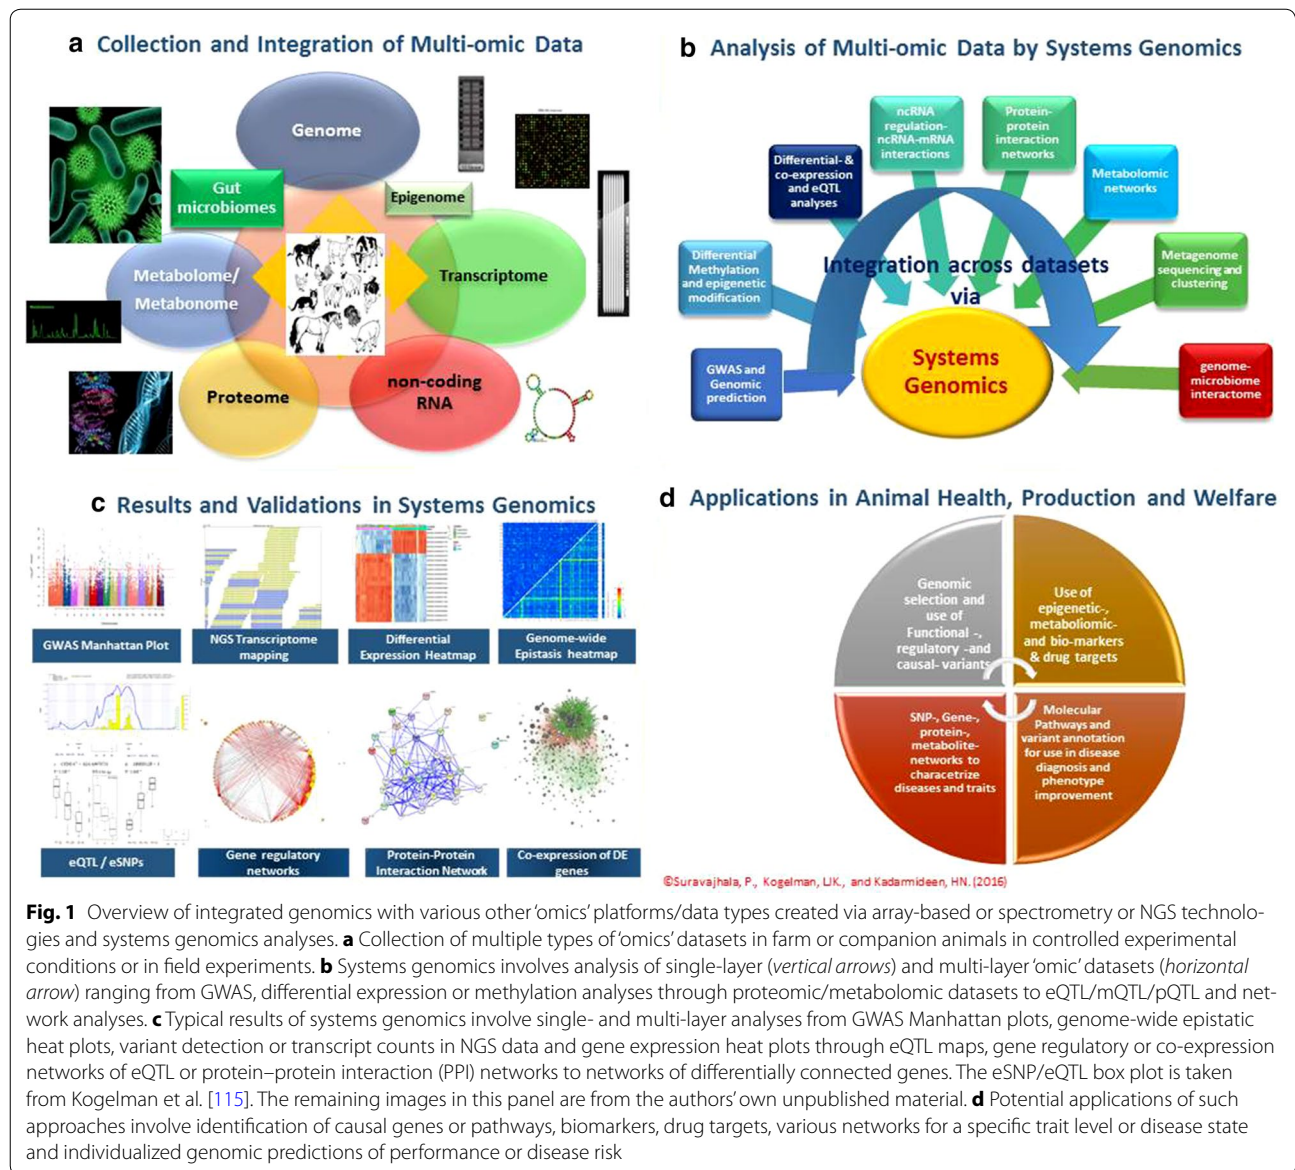 a Collection and Integration of Multi-omic Data
Genome
Gut
microbiomes
Epigenome
Metabolome/
Metabonome
Transcriptome
Proteome
non-coding
RNA
b Analysis of Multi-omic Data by Systems Genomics
ncRNA
regulation-
ncRNA-mRNA
interactions
Protein-
protein
interaction
networks
Differential- &
co-expression
and eQTL
analyses
Metabolomic
networks
Differential
Methylation
and epigenetic
modification
Metagenome
sequencing and
clustering
Integration across datasets
via
Systems
Genomics
GWAS and
Genomic
prediction
genome-
microbiome
interactome
c Results and Validations in Systems Genomics
GWAS Manhattan Plot
NGS Transcriptome
mapping
Differential
Expression Heatmap
Genome-wide
Epistasis heatmap
eQTL / eSNPs
Gene regulatory
networks
Protein-Protein
Interaction Network
Co-expression of DE
genes
d Applications in Animal Health, Production and Welfare
Genomic
selection and
use of
Functional -,
regulatory -and
causal- variants
Use of
epigenetic-,
metaboliomic-
and bio-markers
& drug targets
SNP-, Gene-,
protein-,
metabolite-
networks to
characetrize
diseases and traits
Molecular
Pathways and
variant annotation
for use in disease
diagnosis and
phenotype
improvement
©Suravajhala, P., Kogelman, LJK., and Kadarmideen, HN. (2016)
Fig. 1 Overview of integrated genomics with various other ‘omics’ platforms/data types created via array-based or spectrometry or NGS technolo-
gies and systems genomics analyses. a Collection of multiple types of ‘omics’ datasets in farm or companion animals in controlled experimental
conditions or in field experiments. b Systems genomics involves analysis of single-layer (vertical arrows) and multi-layer ‘omic’ datasets (horizontal
arrow) ranging from GWAS, differential expression or methylation analyses through proteomic/metabolomic datasets to eQTL/mQTL/pQTL and net-
work analyses. c Typical results of systems genomics involve single- and multi-layer analyses from GWAS Manhattan plots, genome-wide epistatic
heat plots, variant detection or transcript counts in NGS data and gene expression heat plots through eQTL maps, gene regulatory or co-expression
networks of eQTL or protein–protein interaction (PPI) networks to networks of differentially connected genes. The eSNP/eQTL box plot is taken
from Kogelman et al. [115]. The remaining images in this panel are from the authors’ own unpublished material. d Potential applications of such
approaches involve identification of causal genes or pathways, biomarkers, drug targets, various networks for a specific trait level or disease state
and individualized genomic predictions of performance or disease risk